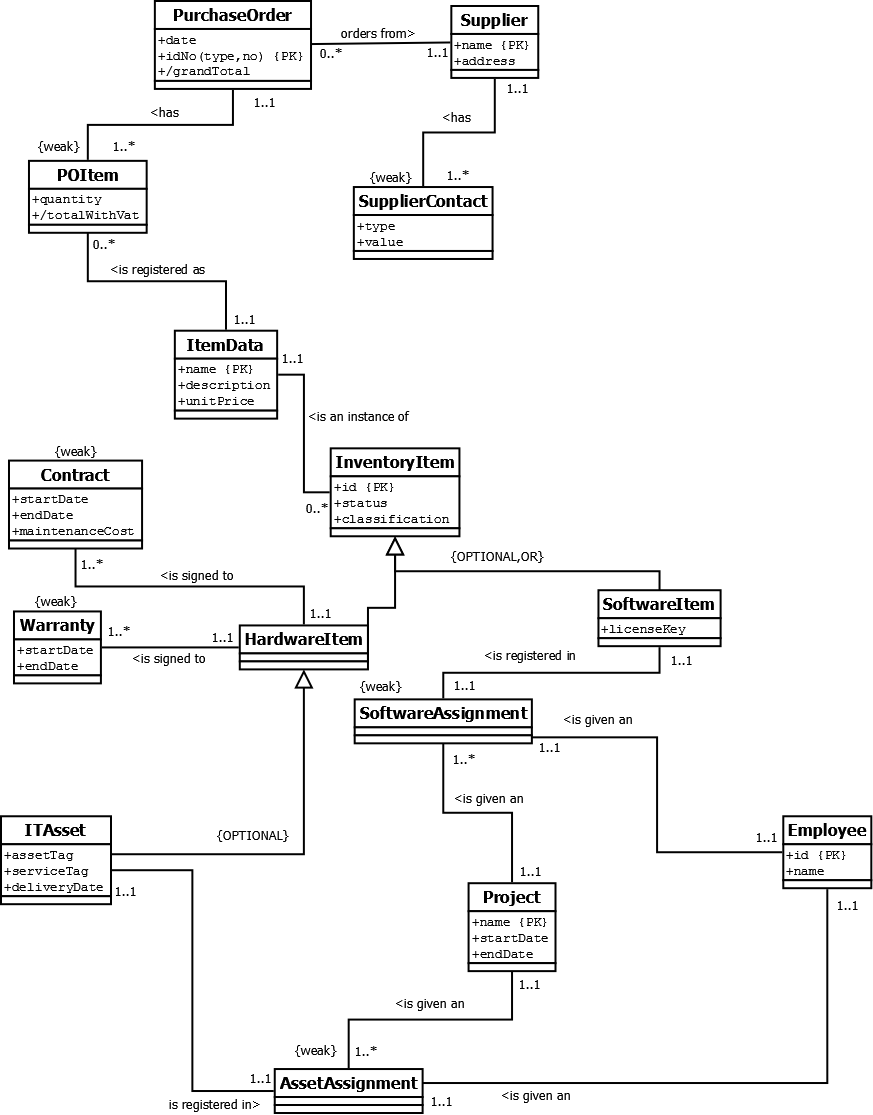 PurchaseOrder
+date
+idNo(type,no) {PK}
+/grandTotal
orders from>
0..*
1..1
Supplier
+name {PK}
+address
1..1
<has
1..1
<has
{weak}
1..*
POItem
+quantity
+/totalWithVat
{weak}
1..*
SupplierContact
+type
+value
0..*
<is registered as
1..1
ItemData
+name {PK}
+description
+unitPrice
1..1
<is an instance of
0..*
InventoryItem
+id {PK}
+status
+classification
{weak}
Contract
+startDate
+endDate
+maintenanceCost
1..*
<is signed to
1..1
{OPTIONAL,OR}
SoftwareItem
+licenseKey
1..1
{weak}
Warranty
+startDate
+endDate
1..*
<is signed to
1..1
HardwareItem
<is registered in
1..1
{weak}
SoftwareAssignment
1..*
1..1
<is given an
<is given an
{OPTIONAL}
ITAsset
+assetTag
+serviceTag
+deliveryDate
1..1
1..1
Employee
+id {PK}
+name
1..1
1..1
Project
+name {PK}
+startDate
+endDate
1..1
<is given an
{weak}
1..*
1..1
is registered in>
AssetAssignment
1..1
<is given an